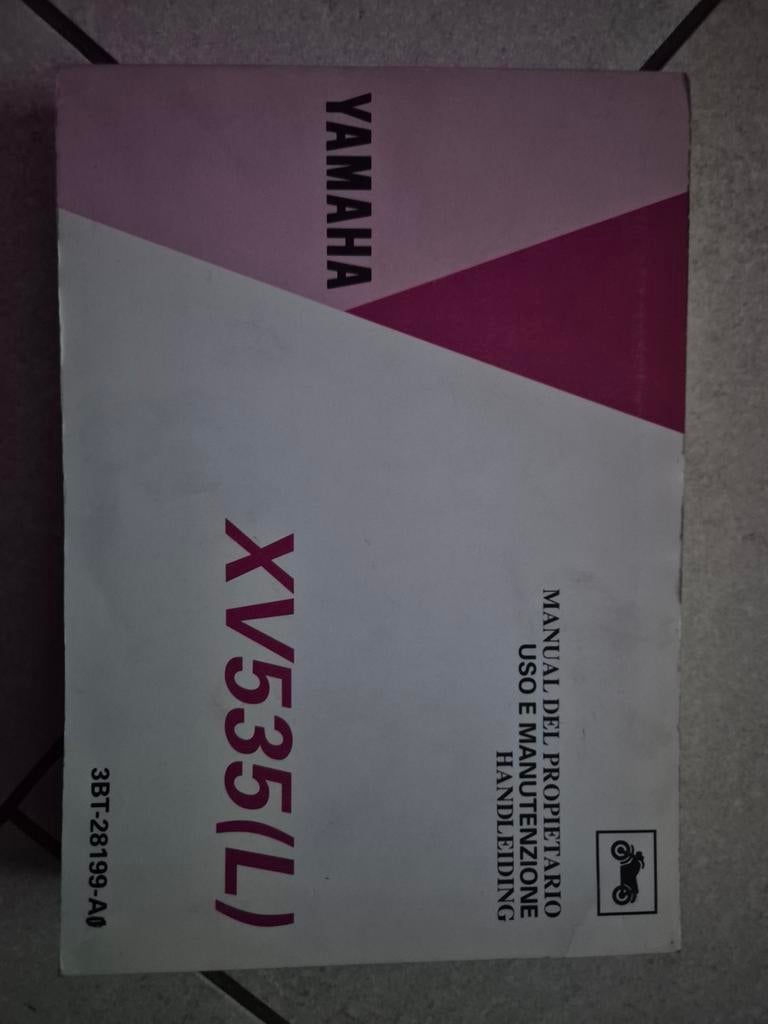 MANUAL DEL PROPIETARIO
USO E MANUTENZIONE
HANDLEIDING
YAMAHA
XV535(L)
3BT-28199-A0